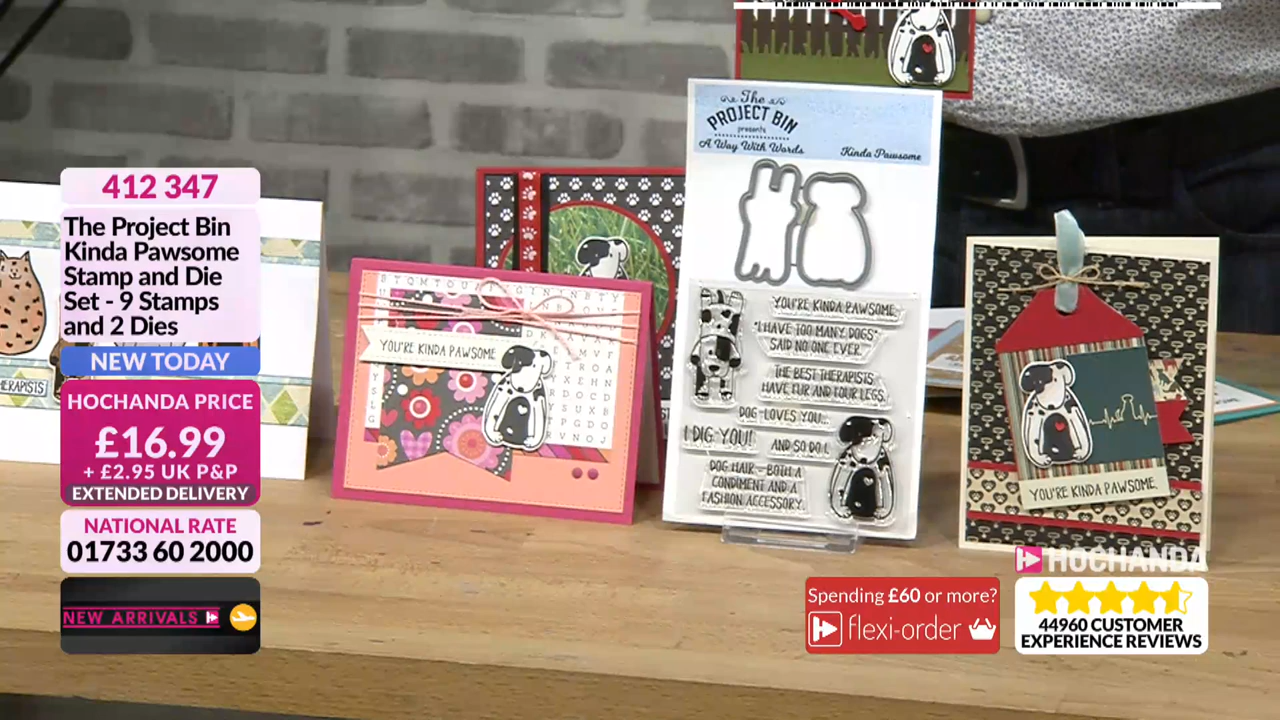 412 347
The Project Bin
Kinda Pawsome
Stamp and Die
Set - 9 Stamps
and 2 Dies
NEW TODAY
HOCHANDA PRICE
£16.99
+ £2.95 UK P&P
EXTENDED DELIVERY
NATIONAL RATE
01733 60 2000
NEW ARRIVALS
HERAPISTS
YOU'RE KINDA PAWSOME
The
PROJECT BIN
presents
A Way With Words
Kinda Pawsome
YOU'RE KINDA PAWSOME.
"I HAVE TOO MANY DOGS"
SAID NO ONE EVER.
THE BEST THERAPISTS
HAVE FUR AND FOUR LEGS.
DOG LOVES YOU...
I DIG YOU!
AND SO DO I.
DOG HAIR - BOTH A
CONDIMENT AND A
FASHION ACCESSORY.
YOU'RE KINDA PAWSOME.
HOCHANDA
Spending £60 or more?
flexi-order
44960 CUSTOMER
EXPERIENCE REVIEWS